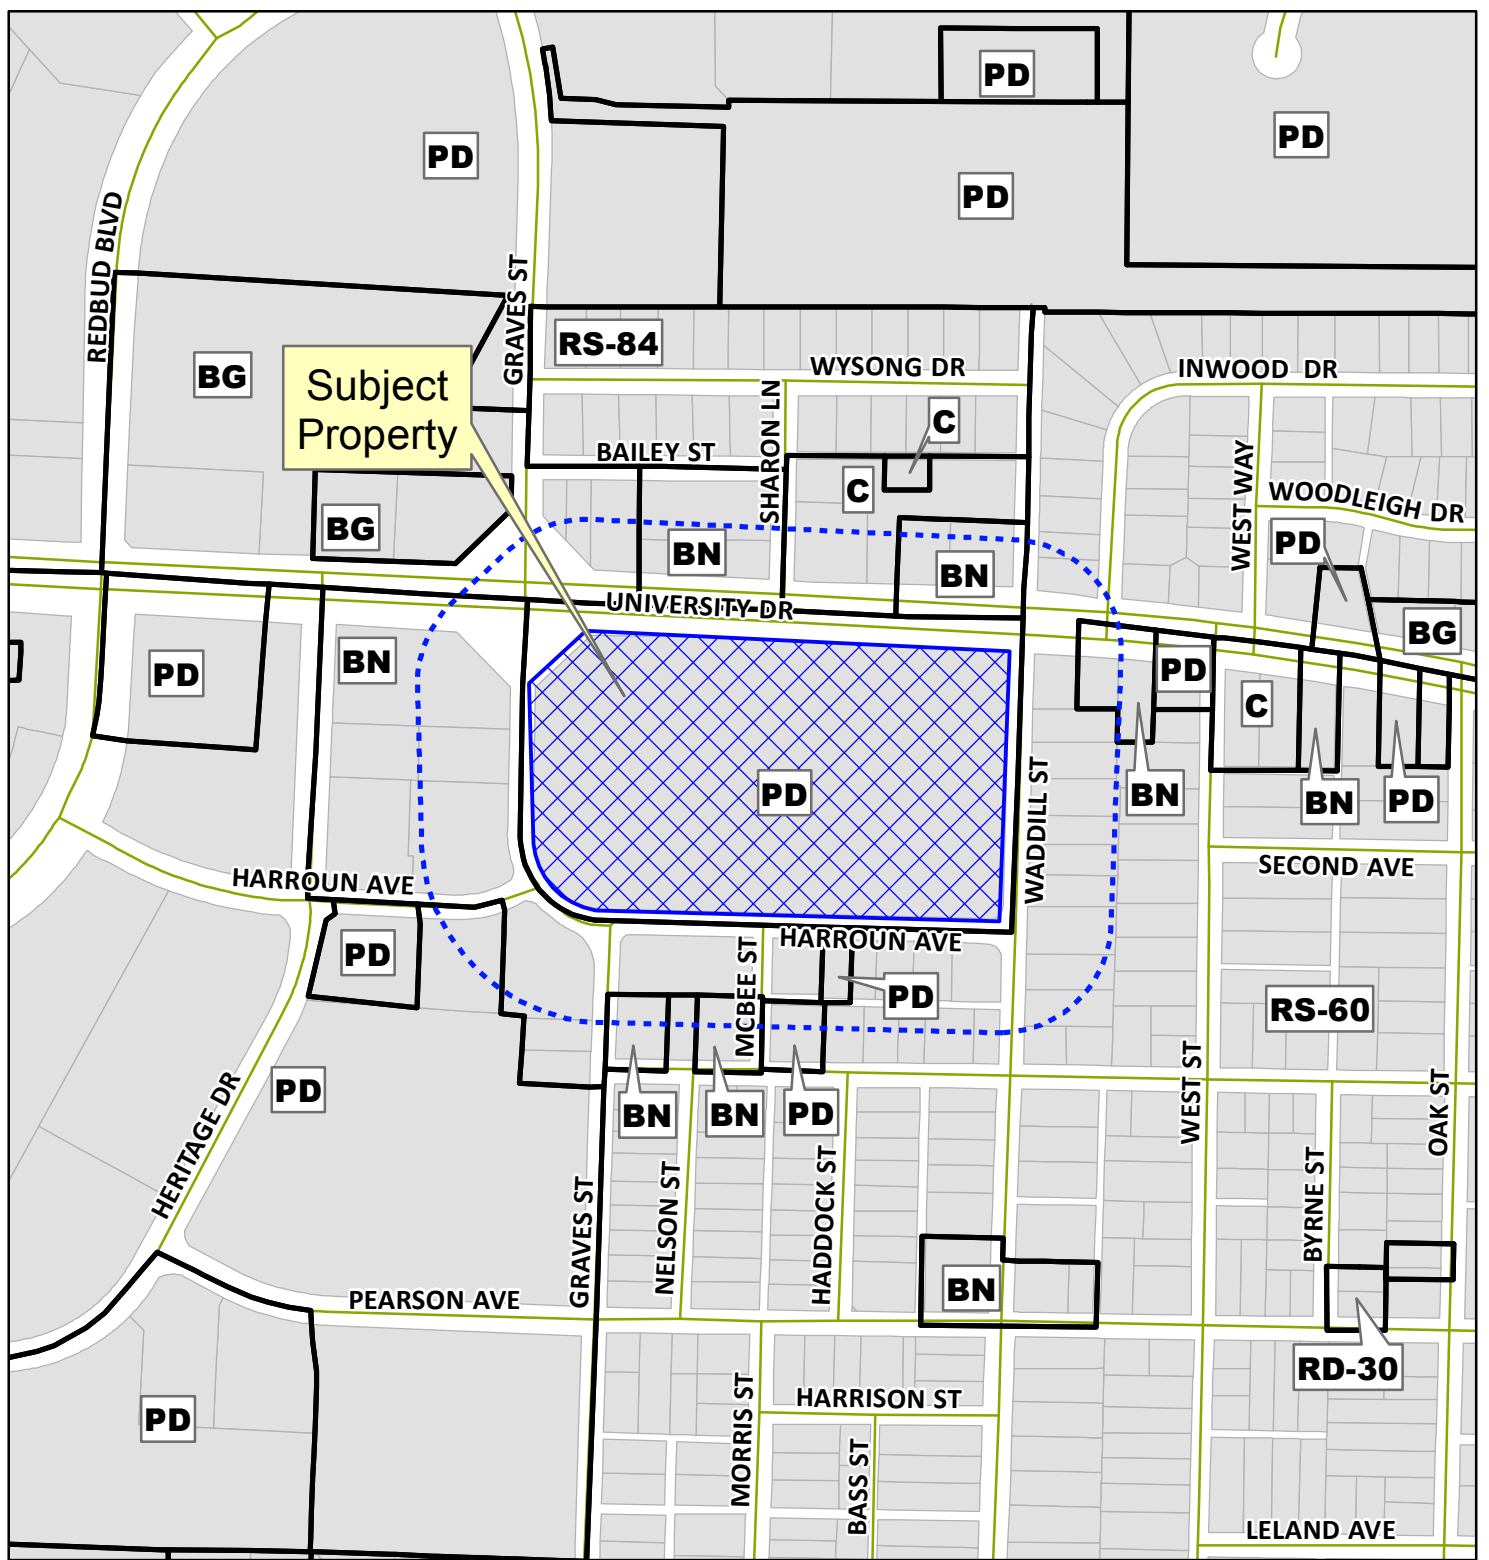 PD
PD
PD
PD
REDBUD BLVD
GRAVES ST
RS-84
WYSONG DR
INWOOD DR
BG
Subject
Property
SHARON LN
C
BAILEY ST
C
WEST WAY
WOODLEIGH DR
BG
BN
BN
PD
UNIVERSITY DR
BG
PD
BN
PD
C
PD
WADDILL ST
BN
BN
PD
SECOND AVE
HARROUN AVE
HARROUN AVE
PD
MCBEE ST
PD
RS-60
PD
BN
BN
PD
WEST ST
OAK ST
HERITAGE DR
GRAVES ST
NELSON ST
HADDOCK ST
BYRNE ST
BN
PEARSON AVE
RD-30
PD
MORRIS ST
HARRISON ST
BASS ST
LELAND AVE